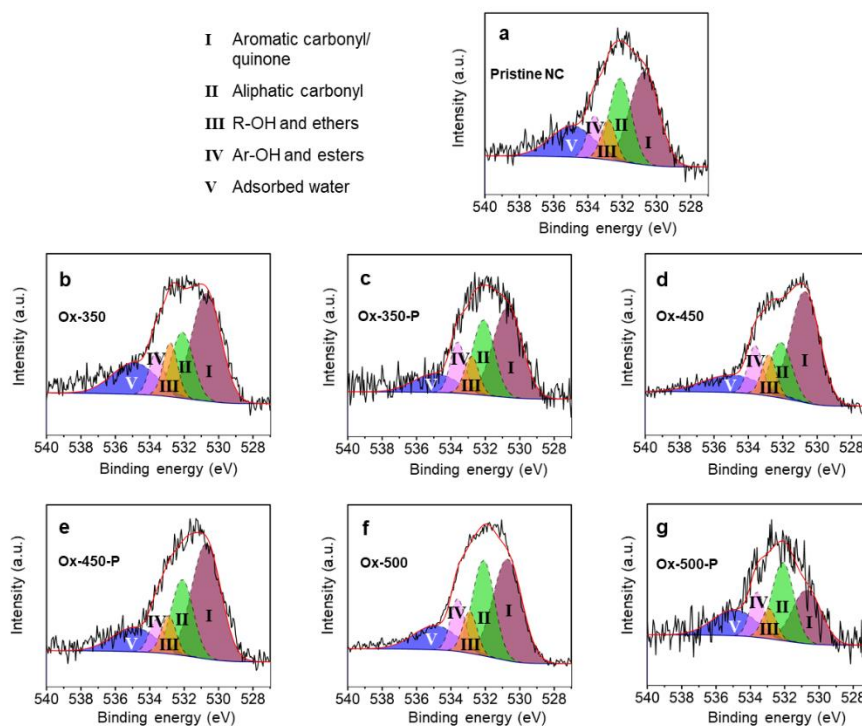 I Aromatic carbonyl/
quinone
II Aliphatic carbonyl
III R-OH and ethers
IV Ar-OH and esters
V Adsorbed water
a
Pristine NC
Intensity (a.u.)
V IV III II I
540 538 536 534 532 530 528
Binding energy (eV)
b
Ox-350
Intensity (a.u.)
V IV III II I
540 538 536 534 532 530 528
Binding energy (eV)
c
Ox-350-P
Intensity (a.u.)
V IV III II I
540 538 536 534 532 530 528
Binding energy (eV)
d
Ox-450
Intensity (a.u.)
V IV III II I
540 538 536 534 532 530 528
Binding energy (eV)
e
Ox-450-P
Intensity (a.u.)
V IV III II I
540 538 536 534 532 530 528
Binding energy (eV)
f
Ox-500
Intensity (a.u.)
V IV III II I
540 538 536 534 532 530 528
Binding energy (eV)
g
Ox-500-P
Intensity (a.u.)
V IV III II I
540 538 536 534 532 530 528
Binding energy (eV)